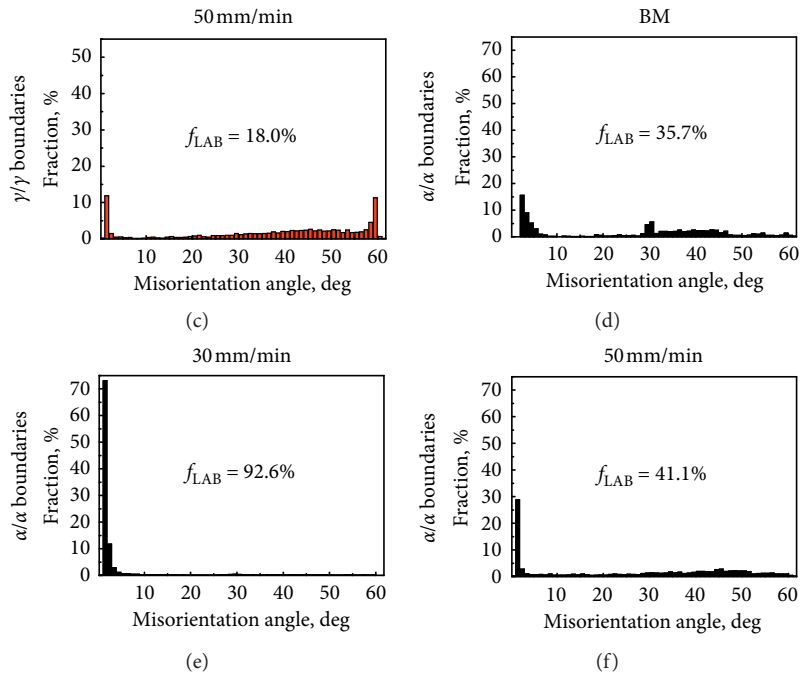 50 mm/min
γ/γ boundaries
Fraction, %
50
40
30
20
10
0
f_LAB = 18.0%
10 20 30 40 50 60
Misorientation angle, deg
(c)
BM
α/α boundaries
Fraction, %
70
60
50
40
30
20
10
0
f_LAB = 35.7%
10 20 30 40 50 60
Misorientation angle, deg
(d)
30 mm/min
α/α boundaries
Fraction, %
70
60
50
40
30
20
10
0
f_LAB = 92.6%
10 20 30 40 50 60
Misorientation angle, deg
(e)
50 mm/min
α/α boundaries
Fraction, %
70
60
50
40
30
20
10
0
f_LAB = 41.1%
10 20 30 40 50 60
Misorientation angle, deg
(f)